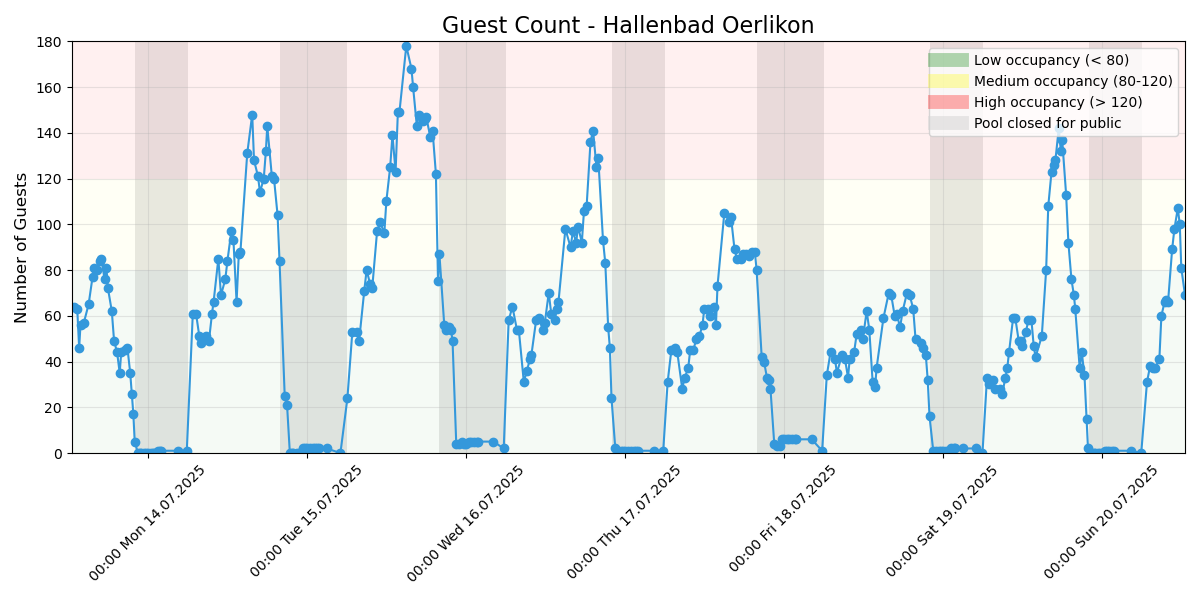 Guest Count - Hallenbad Oerlikon
Low occupancy (< 80)
Medium occupancy (80-120)
High occupancy (> 120)
Pool closed for public
Number of Guests
180
160
140
120
100
80
60
40
20
0
00:00 Mon 14.07.2025
00:00 Tue 15.07.2025
00:00 Wed 16.07.2025
00:00 Thu 17.07.2025
00:00 Fri 18.07.2025
00:00 Sat 19.07.2025
00:00 Sun 20.07.2025